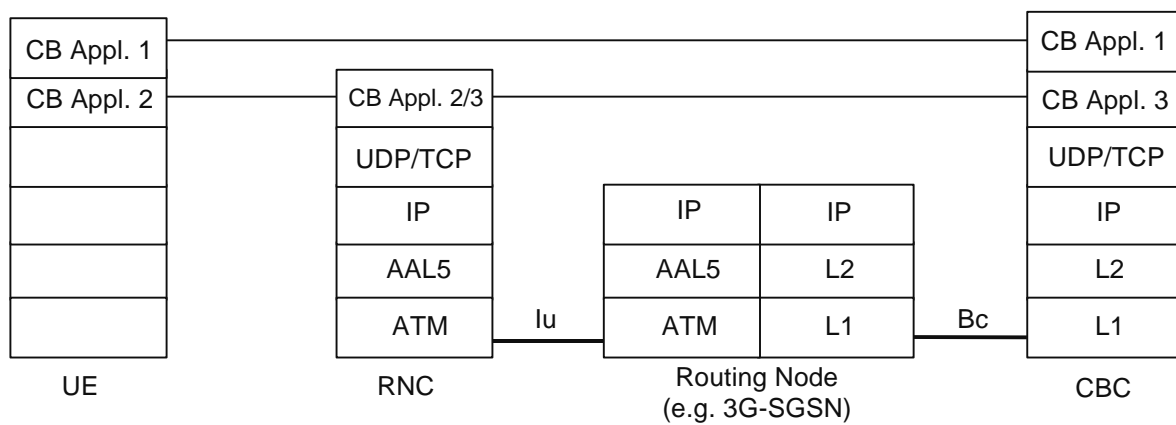 CB Appl. 1
CB Appl. 1
CB Appl. 2
CB Appl. 2/3
CB Appl. 3
UDP/TCP
UDP/TCP
IP
IP
IP
IP
AAL5
AAL5
L2
L2
ATM
Iu
ATM
L1
Bc
L1
UE
RNC
Routing Node
(e.g. 3G-SGSN)
CBC